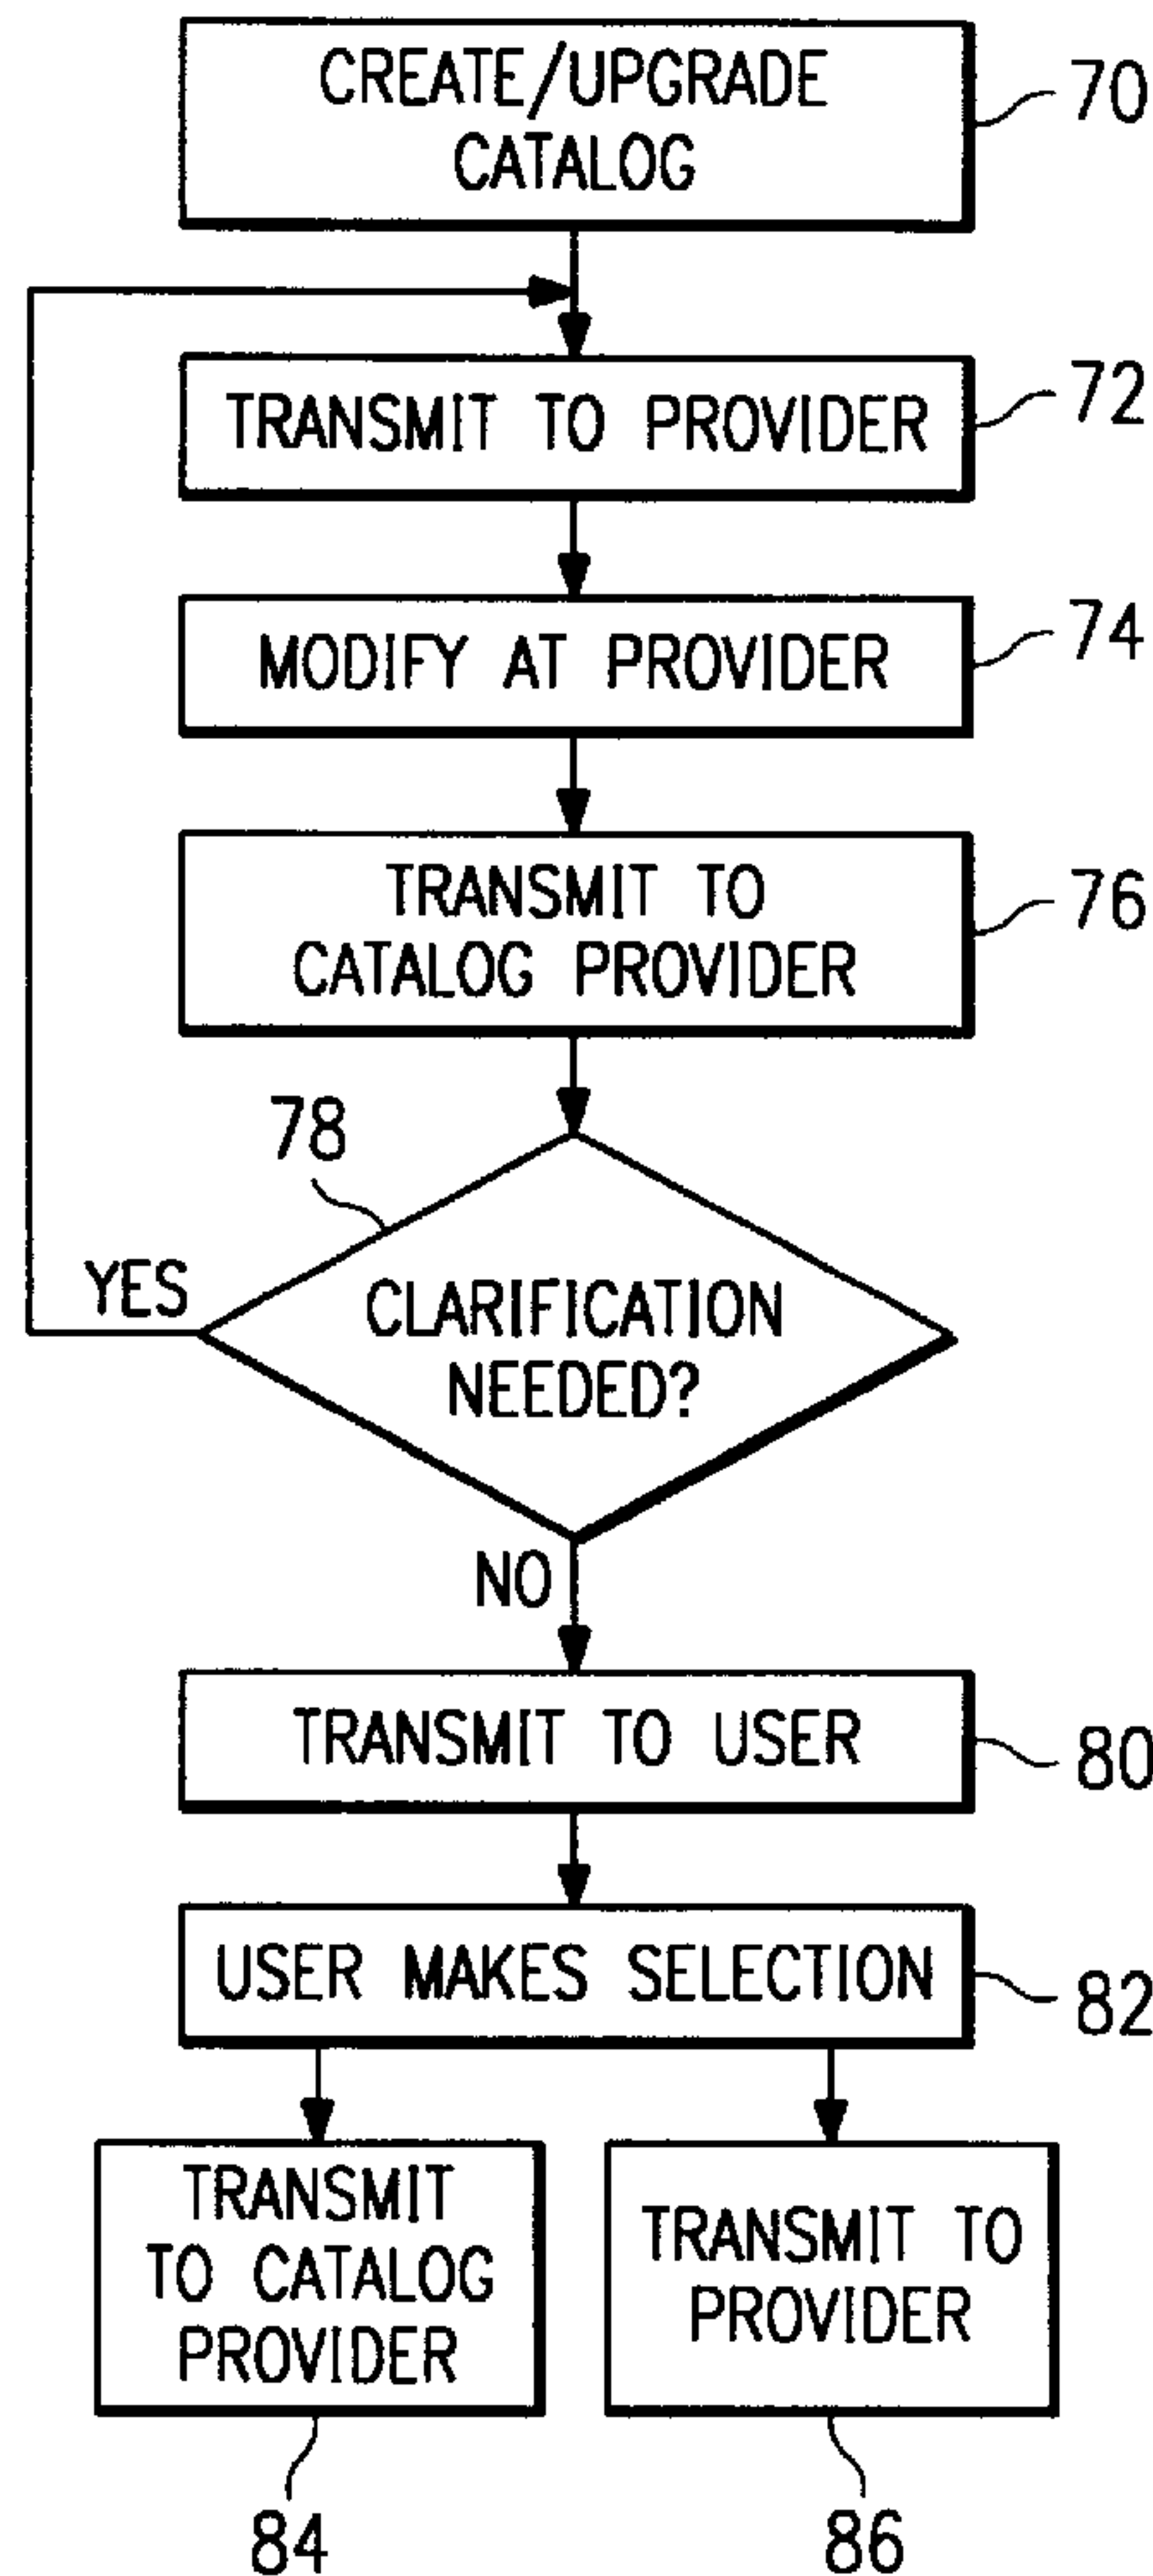 CREATE/UPGRADE
CATALOG
70
TRANSMIT TO PROVIDER
72
MODIFY AT PROVIDER
74
TRANSMIT TO
CATALOG PROVIDER
76
78
YES
CLARIFICATION
NEEDED?
NO
TRANSMIT TO USER
80
USER MAKES SELECTION
82
TRANSMIT
TO CATALOG
PROVIDER
TRANSMIT TO
PROVIDER
84
86